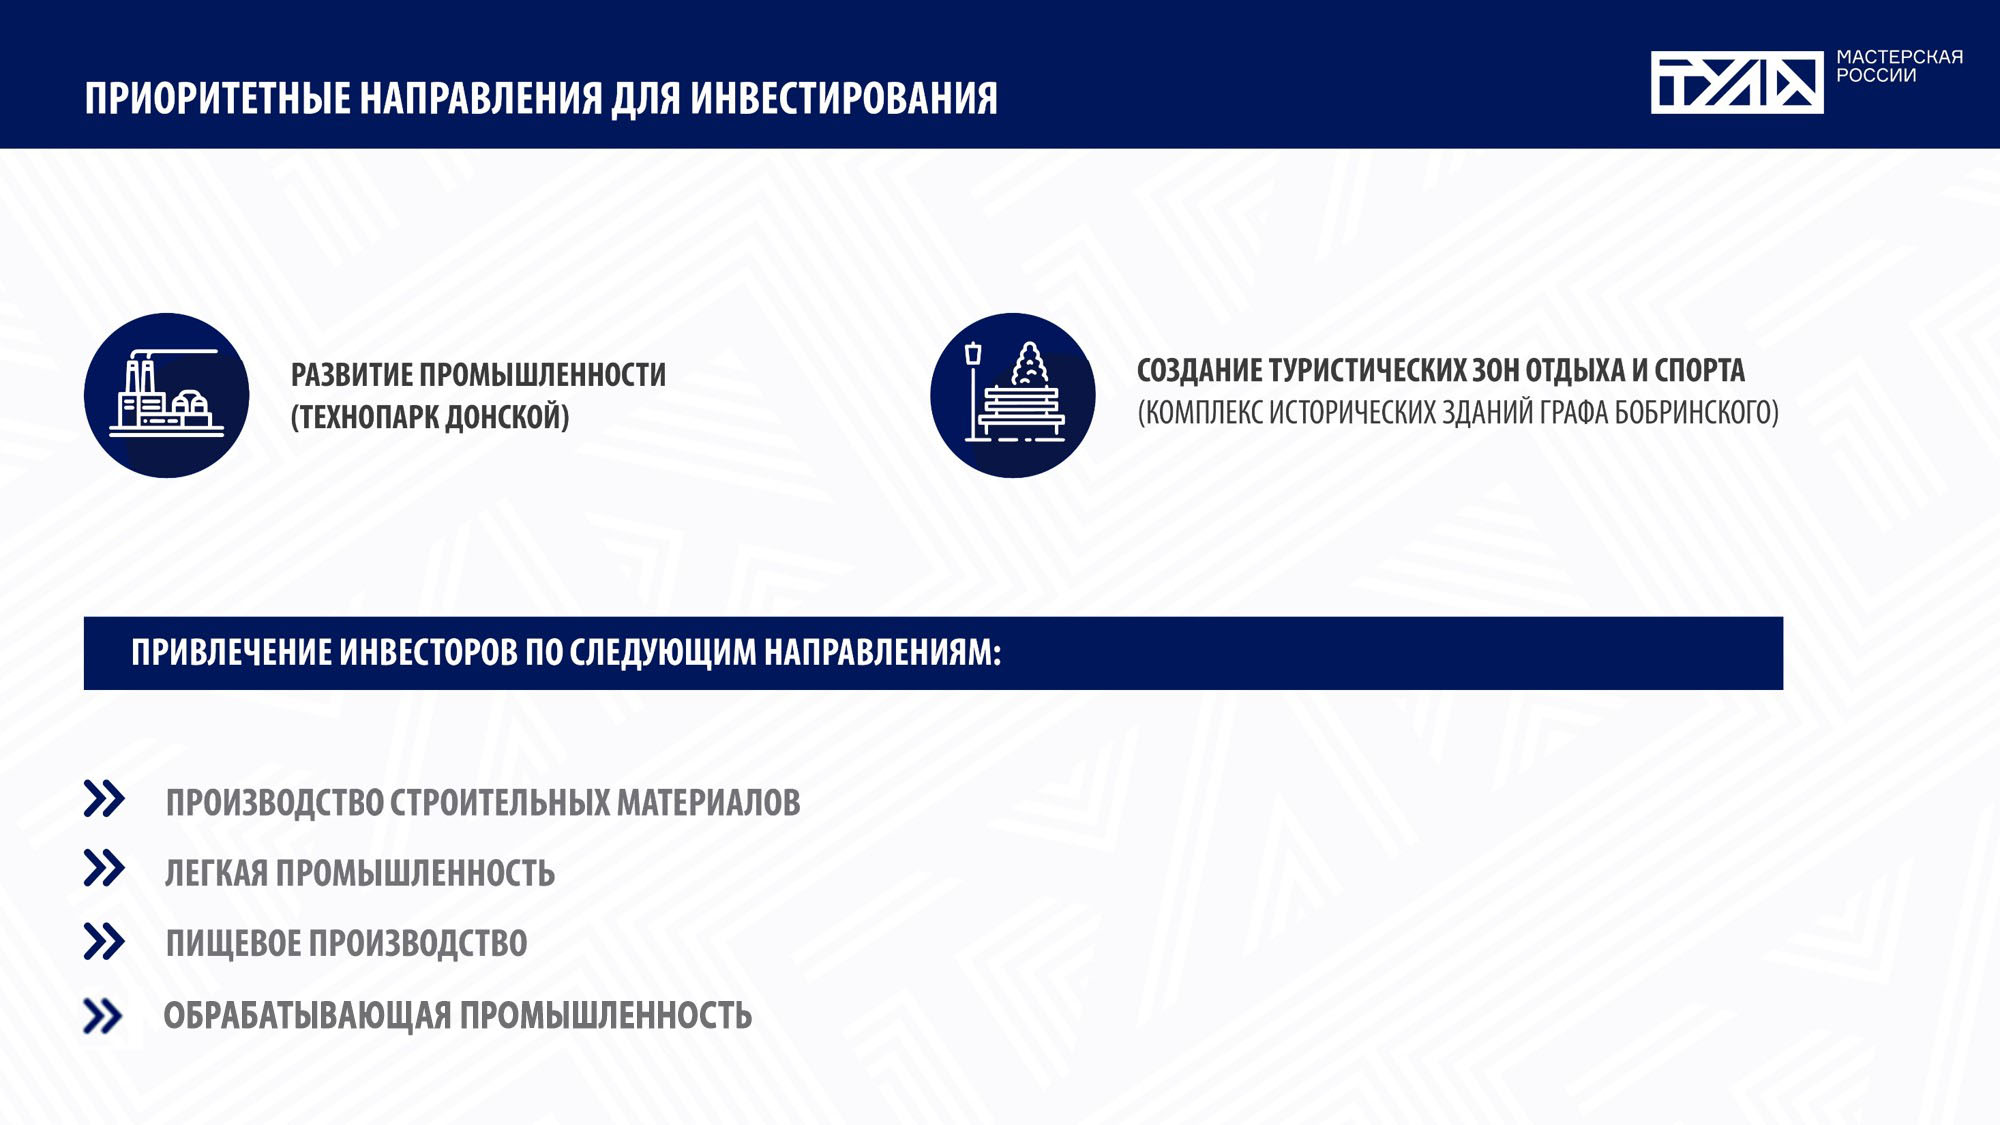 ПРИОРИТЕТНЫЕ НАПРАВЛЕНИЯ ДЛЯ ИНВЕСТИРОВАНИЯ
ТУЛА
МАСТЕРСКАЯ
РОССИИ
РАЗВИТИЕ ПРОМЫШЛЕННОСТИ
(ТЕХНОПАРК ДОНСКОЙ)
СОЗДАНИЕ ТУРИСТИЧЕСКИХ ЗОН ОТДЫХА И СПОРТА
(КОМПЛЕКС ИСТОРИЧЕСКИХ ЗДАНИЙ ГРАФА БОБРИНСКОГО)
ПРИВЛЕЧЕНИЕ ИНВЕСТОРОВ ПО СЛЕДУЮЩИМ НАПРАВЛЕНИЯМ:
ПРОИЗВОДСТВО СТРОИТЕЛЬНЫХ МАТЕРИАЛОВ
ЛЕГКАЯ ПРОМЫШЛЕННОСТЬ
ПИЩЕВОЕ ПРОИЗВОДСТВО
ОБРАБАТЫВАЮЩАЯ ПРОМЫШЛЕННОСТЬ